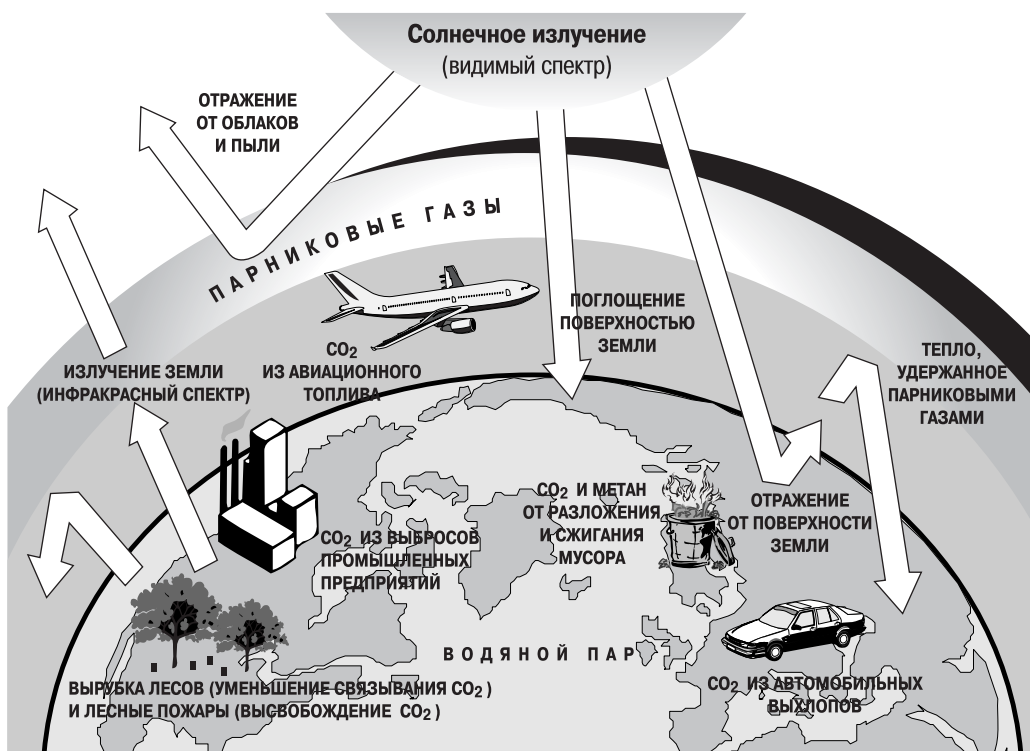 Солнечное излучение
(видимый спектр)
ОТРАЖЕНИЕ
ОТ ОБЛАКОВ
И ПЫЛИ
ПАРНИКОВЫЕ ГАЗЫ
ПОГЛОЩЕНИЕ
ПОВЕРХНОСТЬЮ
ЗЕМЛИ
ИЗЛУЧЕНИЕ ЗЕМЛИ
(ИНФРАКРАСНЫЙ СПЕКТР)
CO₂
ИЗ АВИАЦИОННОГО
ТОПЛИВА
ТЕПЛО,
УДЕРЖАННОЕ
ПАРНИКОВЫМИ
ГАЗАМИ
CO₂ ИЗ ВЫБРОСОВ
ПРОМЫШЛЕННЫХ
ПРЕДПРИЯТИЙ
CO₂ И МЕТАН
ОТ РАЗЛОЖЕНИЯ
И СЖИГАНИЯ
МУСОРА
ОТРАЖЕНИЕ
ОТ ПОВЕРХНОСТИ
ЗЕМЛИ
ВОДЯНОЙ ПАР
ВЫРУБКА ЛЕСОВ (УМЕНЬШЕНИЕ СВЯЗЫВАНИЯ CO₂ )
И ЛЕСНЫЕ ПОЖАРЫ (ВЫСВОБОЖДЕНИЕ CO₂ )
CO₂ ИЗ АВТОМОБИЛЬНЫХ
ВЫХЛОПОВ